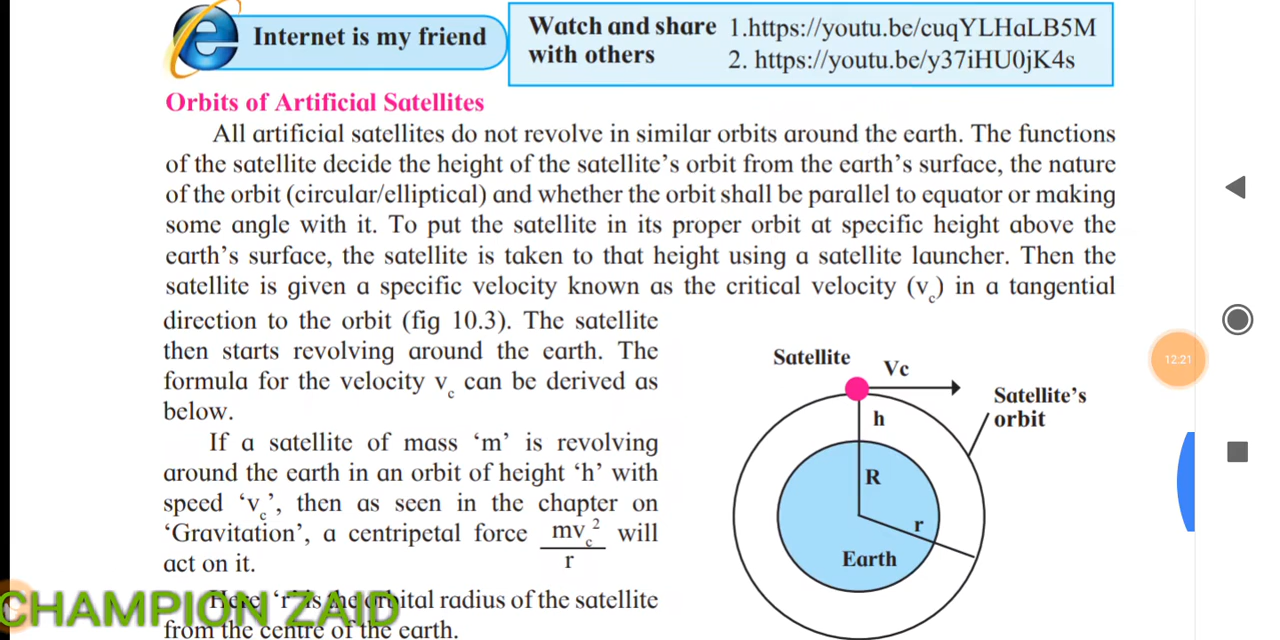 Internet is my friend
Watch and share 1.https://youtu.be/cuqYLHaLB5M
with others 2. https://youtu.be/y37iHU0jK4s
Orbits of Artificial Satellites
All artificial satellites do not revolve in similar orbits around the earth. The functions
of the satellite decide the height of the satellite's orbit from the earth's surface, the nature
of the orbit (circular/elliptical) and whether the orbit shall be parallel to equator or making
some angle with it. To put the satellite in its proper orbit at specific height above the
earth's surface, the satellite is taken to that height using a satellite launcher. Then the
satellite is given a specific velocity known as the critical velocity (vc) in a tangential
direction to the orbit (fig 10.3). The satellite
then starts revolving around the earth. The
formula for the velocity vc can be derived as
below.
If a satellite of mass 'm' is revolving
around the earth in an orbit of height 'h' with
speed 'vc', then as seen in the chapter on
'Gravitation', a centripetal force mvc²/r will
act on it.
Here, 'r' is the orbital radius of the satellite
from the centre of the earth.
Satellite
Vc
Satellite's
orbit
h
R
r
Earth
12:21
CHAMPION ZAID